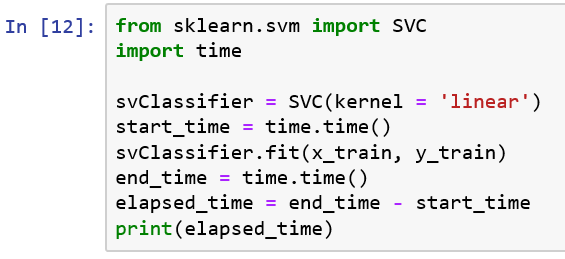 In [12]: from sklearn.svm import SVC
import time
svClassifier = SVC(kernel = 'linear')
start_time = time.time()
svClassifier.fit(x_train, y_train)
end_time = time.time()
elapsed_time = end_time - start_time
print(elapsed_time)